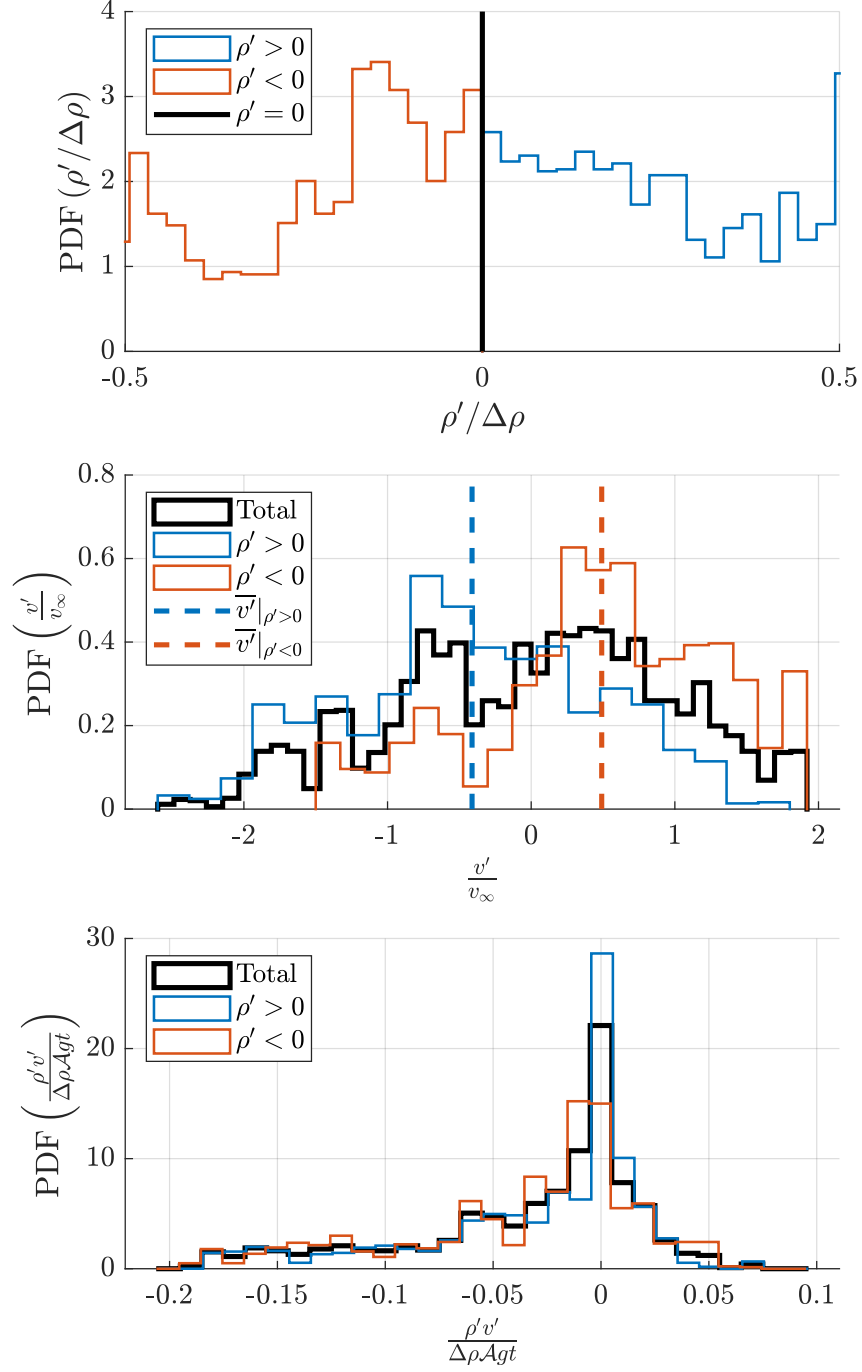 PDF (ρ′/Δρ)
4
3
2
1
0
ρ′ > 0
ρ′ < 0
ρ′ = 0
-0.5 0 0.5
ρ′/Δρ
PDF (v′/v∞)
0.8
0.6
0.4
0.2
0
Total
ρ′ > 0
ρ′ < 0
v̅′|ρ′>0
v̅′|ρ′<0
-2 -1 0 1 2
v′/v∞
PDF (ρ′v′/Δρ𝒜gt)
30
20
10
0
Total
ρ′ > 0
ρ′ < 0
-0.2 -0.15 -0.1 -0.05 0 0.05 0.1
ρ′v′/Δρ𝒜gt